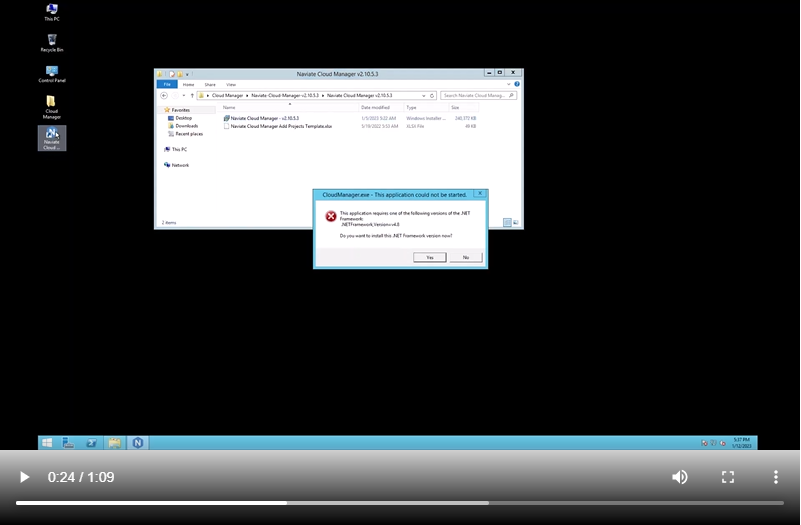 This PC
Recycle Bin
Control Panel
Cloud
Manager
Naviate
Cloud ...
Naviate Cloud Manager v2.10.5.3
File Home Share View
Cloud Manager Naviate-Cloud-Manager-v2.10.5.3 Naviate Cloud Manager v2.10.5.3
Search Naviate Cloud Manag...
Favorites
Desktop
Downloads
Recent places
This PC
Network
Name Date modified Type Size
Naviate Cloud Manager - v2.10.5.3 1/5/2023 5:22 AM Windows Installer ... 240,372 KB
Naviate Cloud Manager Add Projects Template.xlsx 5/19/2022 5:53 AM XLSX File 49 KB
2 items
CloudManager.exe - This application could not be started.
This application requires one of the following versions of the .NET
Framework:
.NETFramework,Version=v4.8
Do you want to install this .NET Framework version now?
Yes No
5:37 PM
1/12/2023
0:24 / 1:09